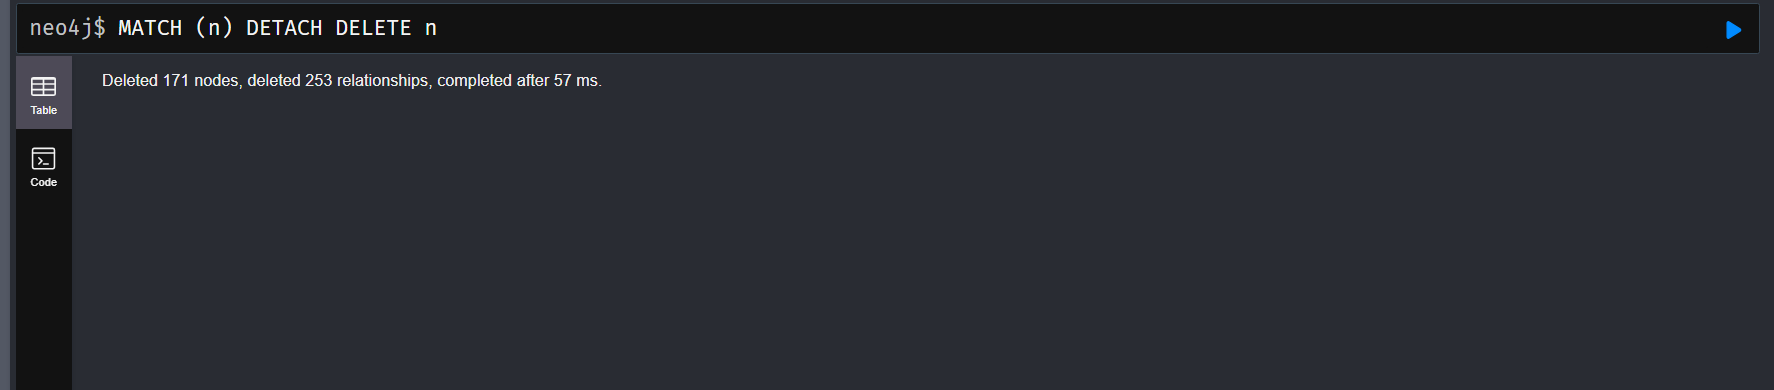 neo4j$ MATCH (n) DETACH DELETE n
Deleted 171 nodes, deleted 253 relationships, completed after 57 ms.
Table
Code